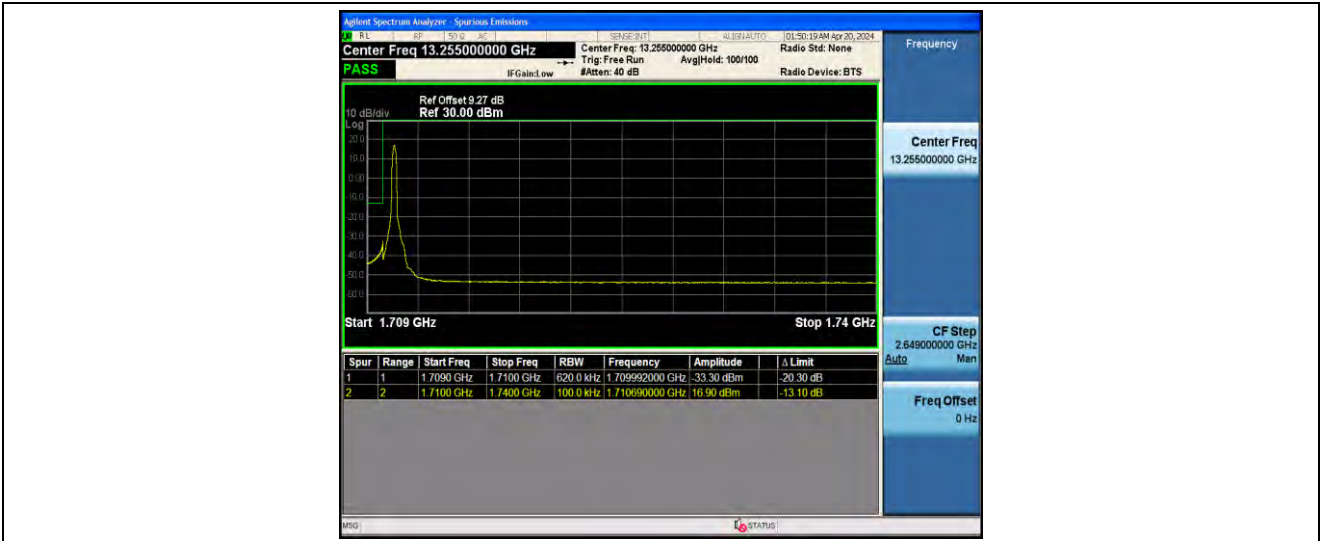 Agilent Spectrum Analyzer - Spurious Emissions
RL RF 50 Ω AC SENSE:INT ALIGNAUTO 01:50:19 AM Apr 20, 2024
Center Freq 13.255000000 GHz
Center Freq: 13.255000000 GHz
Radio Std: None
Trig: Free Run Avg|Hold: 100/100
PASS
IFGain:Low
#Atten: 40 dB
Radio Device: BTS
Ref Offset 9.27 dB
10 dB/div Ref 30.00 dBm
Log
20.0
10.0
0.00
-10.0
-20.0
-30.0
-40.0
-50.0
-60.0
Start 1.709 GHz Stop 1.74 GHz
Spur Range Start Freq Stop Freq RBW Frequency Amplitude Δ Limit
1 1 1.7090 GHz 1.7100 GHz 620.0 kHz 1.709992000 GHz -33.30 dBm -20.30 dB
2 2 1.7100 GHz 1.7400 GHz 100.0 kHz 1.710690000 GHz 16.90 dBm -13.10 dB
MSG STATUS
Frequency
Center Freq
13.255000000 GHz
CF Step
2.649000000 GHz
Auto Man
Freq Offset
0 Hz